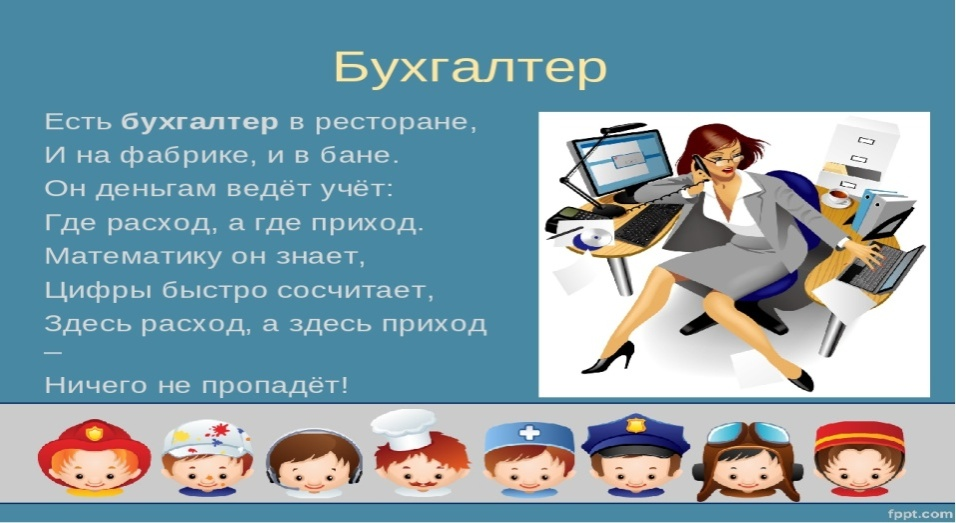 Бухгалтер
Есть бухгалтер в ресторане,
И на фабрике, и в бане.
Он деньгам ведёт учёт:
Где расход, а где приход.
Математику он знает,
Цифры быстро сосчитает,
Здесь расход, а здесь приход
–
Ничего не пропадёт!
fppt.com